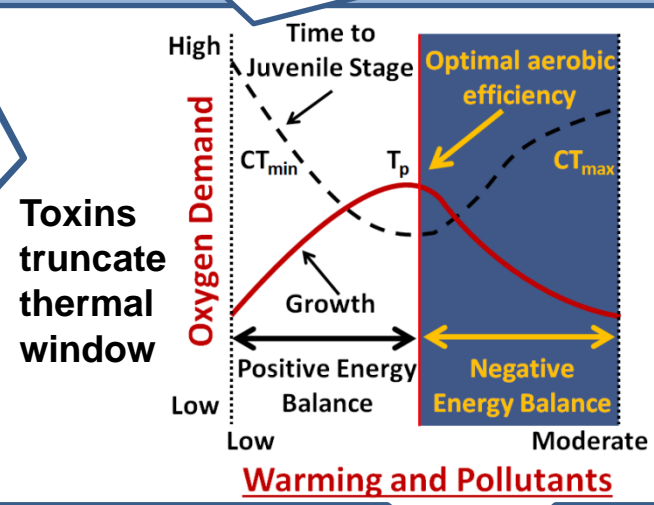 High
Time to
Juvenile Stage
Optimal aerobic
efficiency
Oxygen Demand
CTmin
Tp
CTmax
Toxins
truncate
thermal
window
Growth
Positive Energy
Balance
Negative
Energy Balance
Low
Low
Moderate
Warming and Pollutants